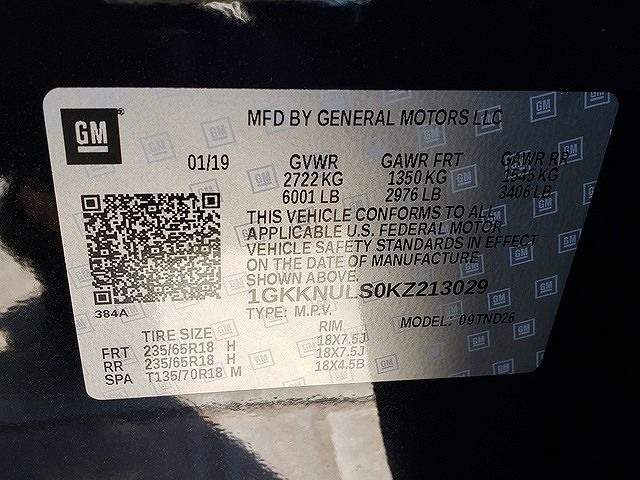 GM
MFD BY GENERAL MOTORS LLC
01/19 GVWR GAWR FRT GAWR RR
2722 KG 1350 KG 1545 KG
6001 LB 2976 LB 3406 LB
THIS VEHICLE CONFORMS TO ALL
APPLICABLE U.S. FEDERAL MOTOR
VEHICLE SAFETY STANDARDS IN EFFECT
ON THE DATE OF MANUFACTURE
SHOWN ABOVE.
1GKKNULS0KZ213029
TYPE: M.P.V. MODEL: 09TND26
384A
TIRE SIZE RIM
FRT 235/65R18 H 18X7.5J
RR 235/65R18 H 18X7.5J
SPA T135/70R18 M 18X4.5B